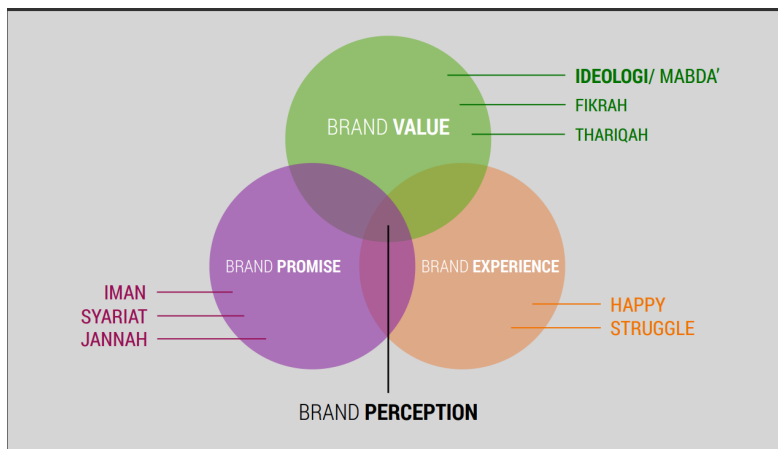 IDEOLOGI/ MABDA’
FIKRAH
THARIQAH
BRAND VALUE
BRAND PROMISE
BRAND EXPERIENCE
IMAN
SYARIAT
JANNAH
HAPPY
STRUGGLE
BRAND PERCEPTION